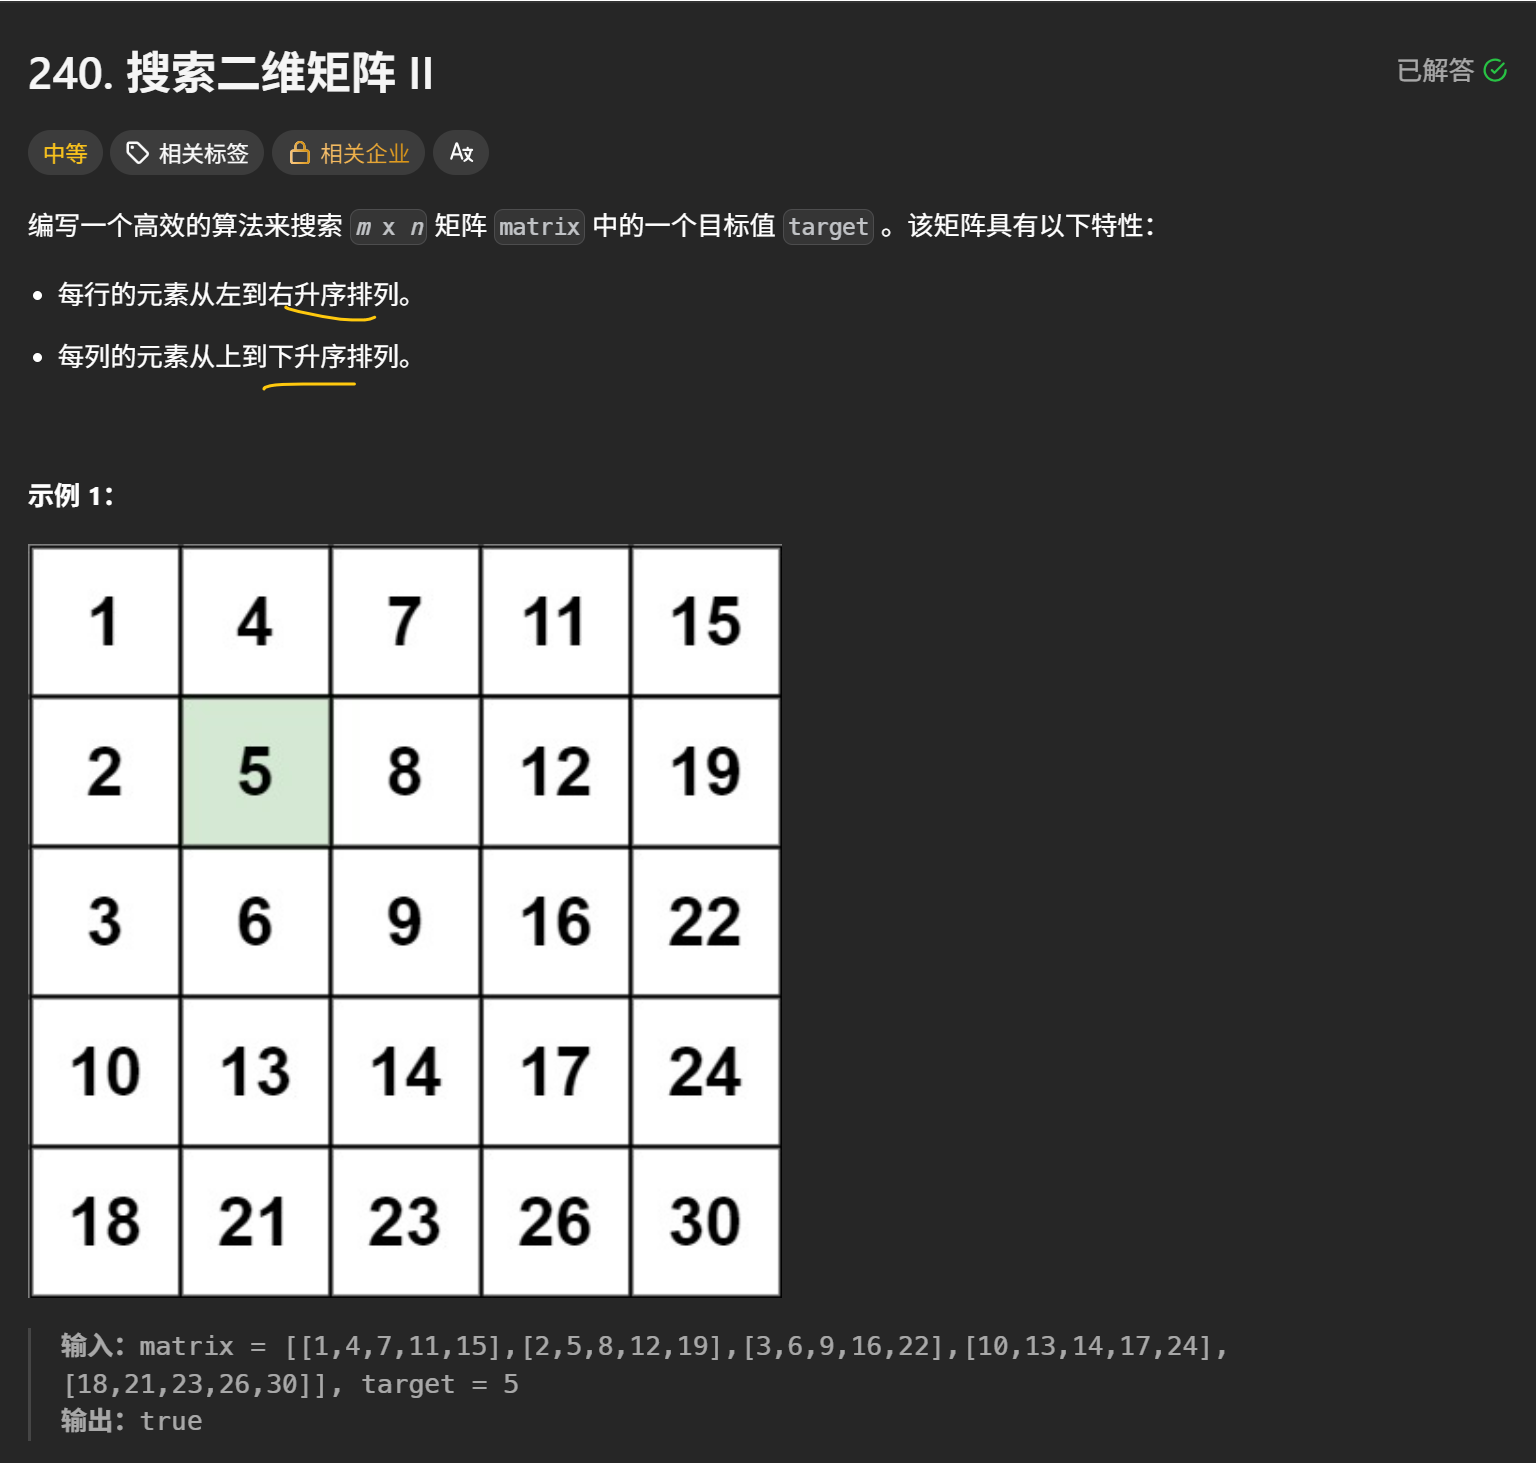 240. 搜索二维矩阵 II
已解答
中等 相关标签 相关企业
编写一个高效的算法来搜索 m x n 矩阵 matrix 中的一个目标值 target 。该矩阵具有以下特性：
• 每行的元素从左到右升序排列。
• 每列的元素从上到下升序排列。
示例 1：
1 4 7 11 15
2 5 8 12 19
3 6 9 16 22
10 13 14 17 24
18 21 23 26 30
输入：matrix = [[1,4,7,11,15],[2,5,8,12,19],[3,6,9,16,22],[10,13,14,17,24],
[18,21,23,26,30]], target = 5
输出：true